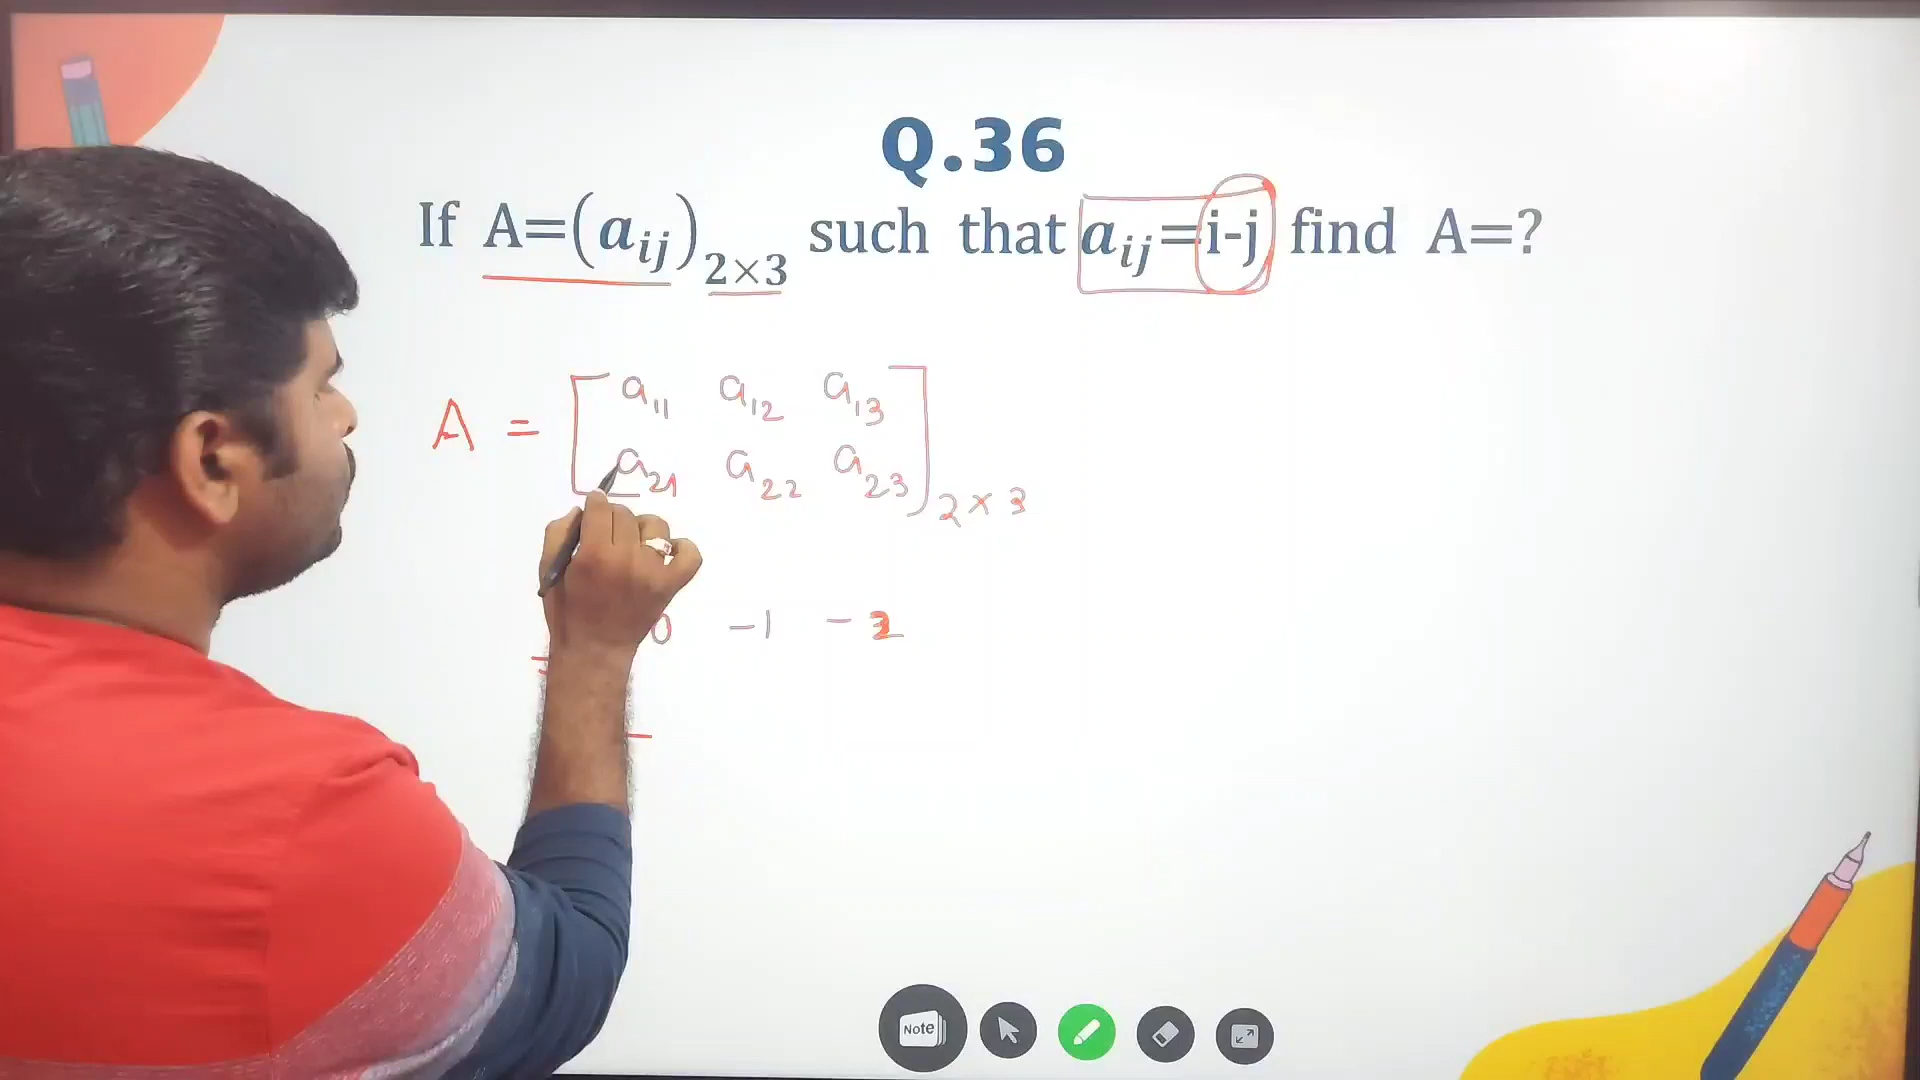 Q.36
If A=(aij)2×3 such that aij=i-j find A=?
A = [a11 a12 a13
a21 a22 a23]2×3
0 -1 -2
Note